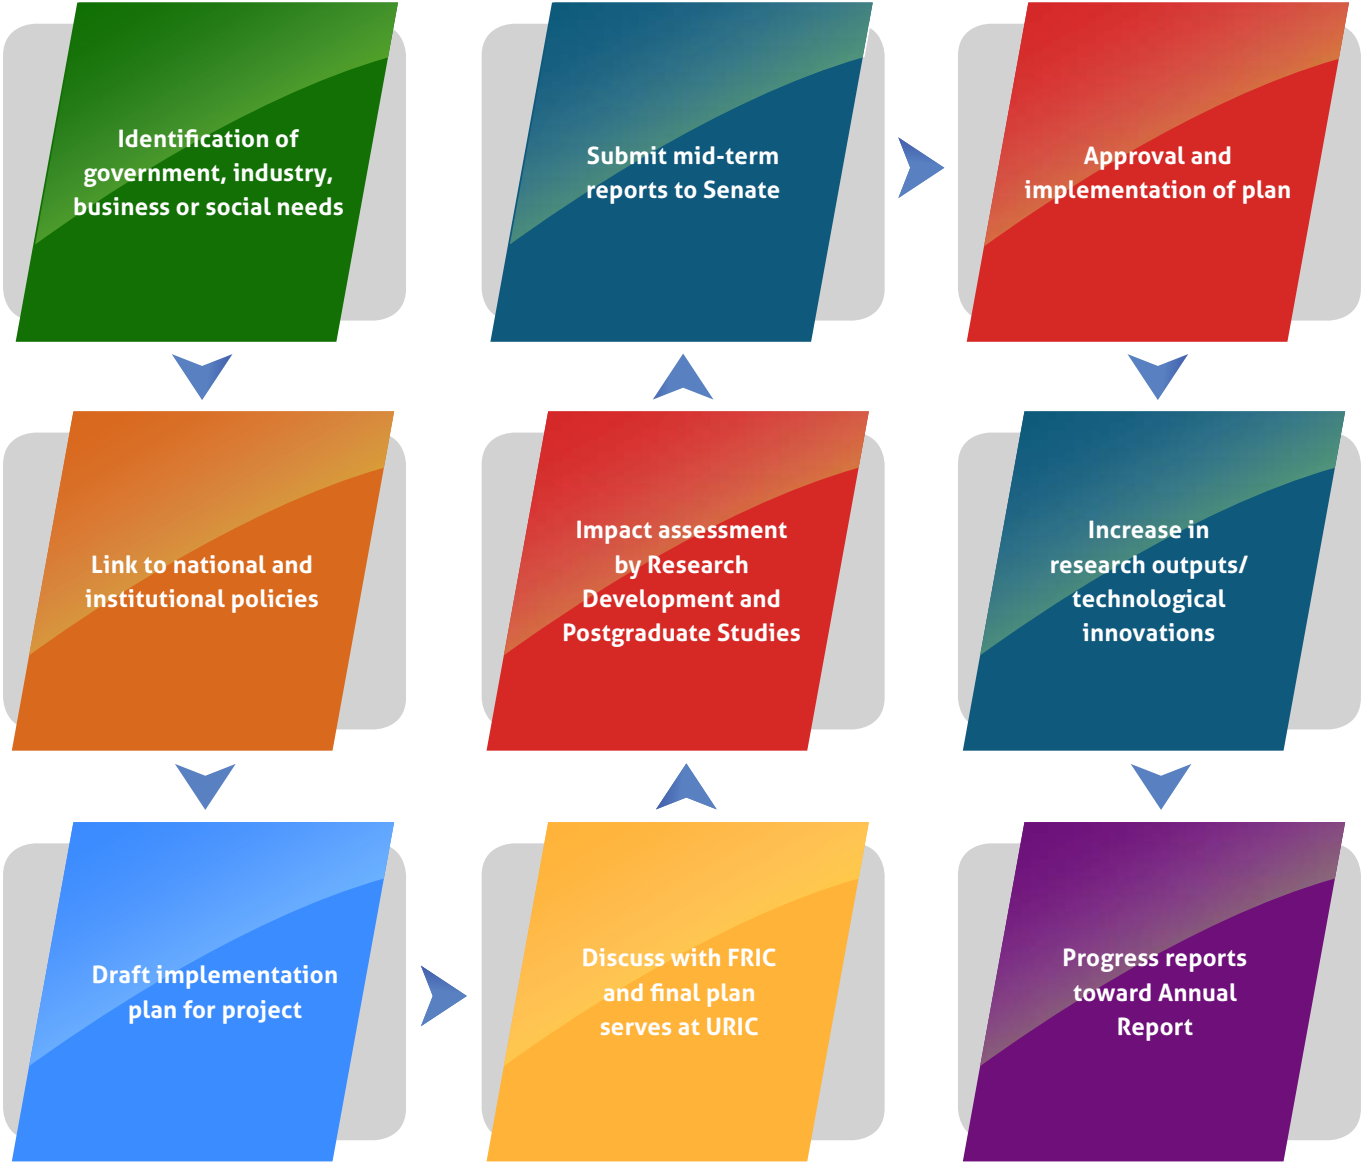 Identification of
government, industry,
business or social needs
Link to national and
institutional policies
Draft implementation
plan for project
Discuss with FRIC
and final plan
serves at URIC
Impact assessment
by Research
Development and
Postgraduate Studies
Submit mid-term
reports to Senate
Approval and
implementation of plan
Increase in
research outputs/
technological
innovations
Progress reports
toward Annual
Report